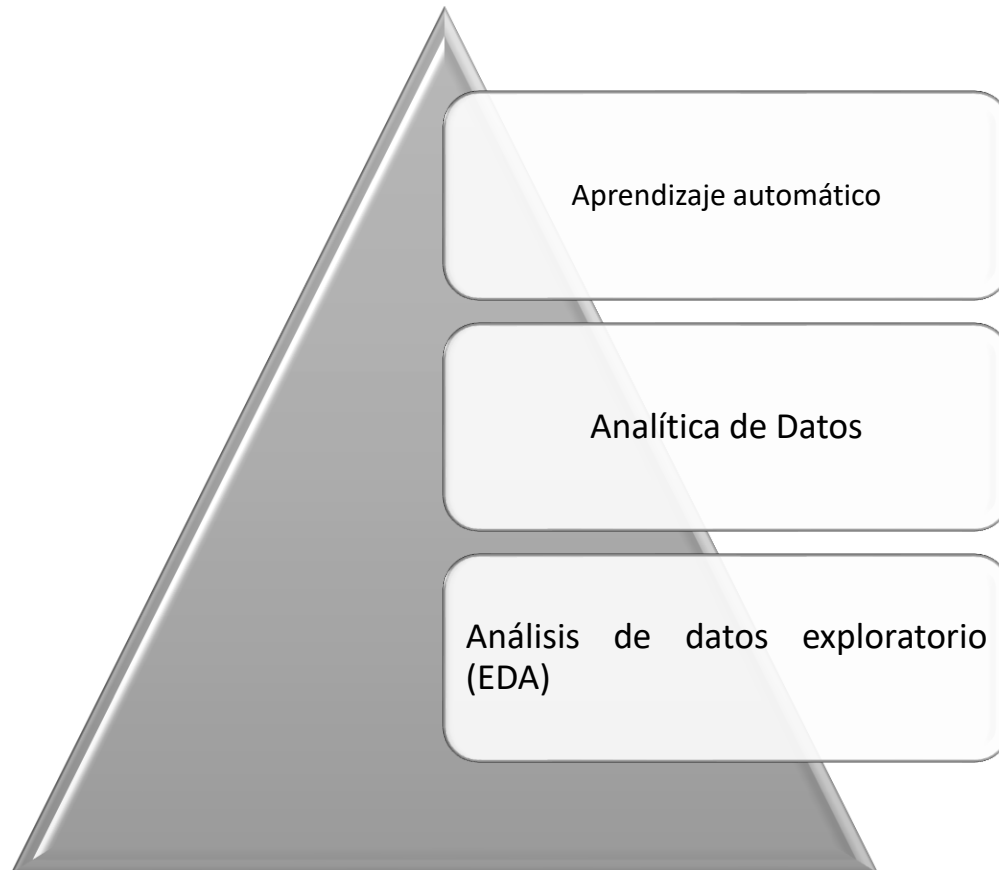 Aprendizaje automático
Analítica de Datos
Análisis de datos exploratorio
(EDA)